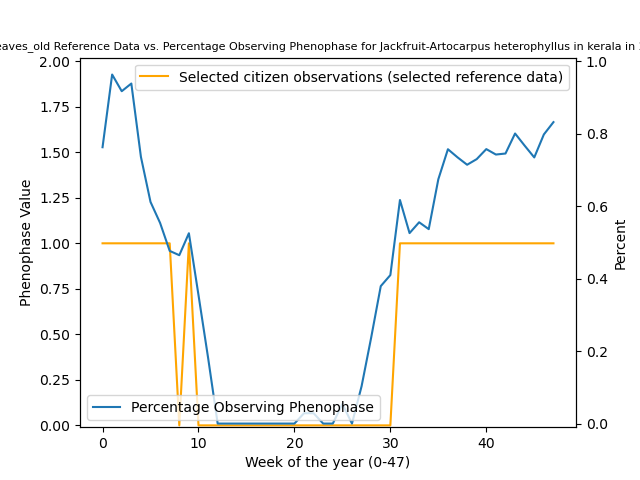 eaves_old Reference Data vs. Percentage Observing Phenophase for Jackfruit-Artocarpus heterophyllus in kerala in
Selected citizen observations (selected reference data)
Percentage Observing Phenophase
Phenophase Value
Percent
Week of the year (0-47)
2.00
1.75
1.50
1.25
1.00
0.75
0.50
0.25
0.00
1.0
0.8
0.6
0.4
0.2
0.0
0 10 20 30 40